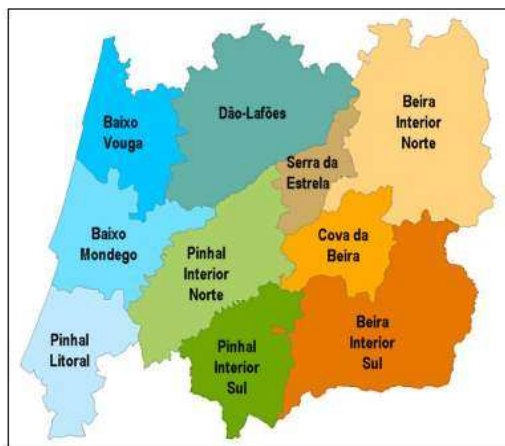 Baixo
Vouga
Dão-Lafões
Beira
Interior
Norte
Serra da
Estrela
Baixo
Mondego
Pinhal
Interior
Norte
Cova da
Beira
Pinhal
Litoral
Pinhal
Interior
Sul
Beira
Interior
Sul